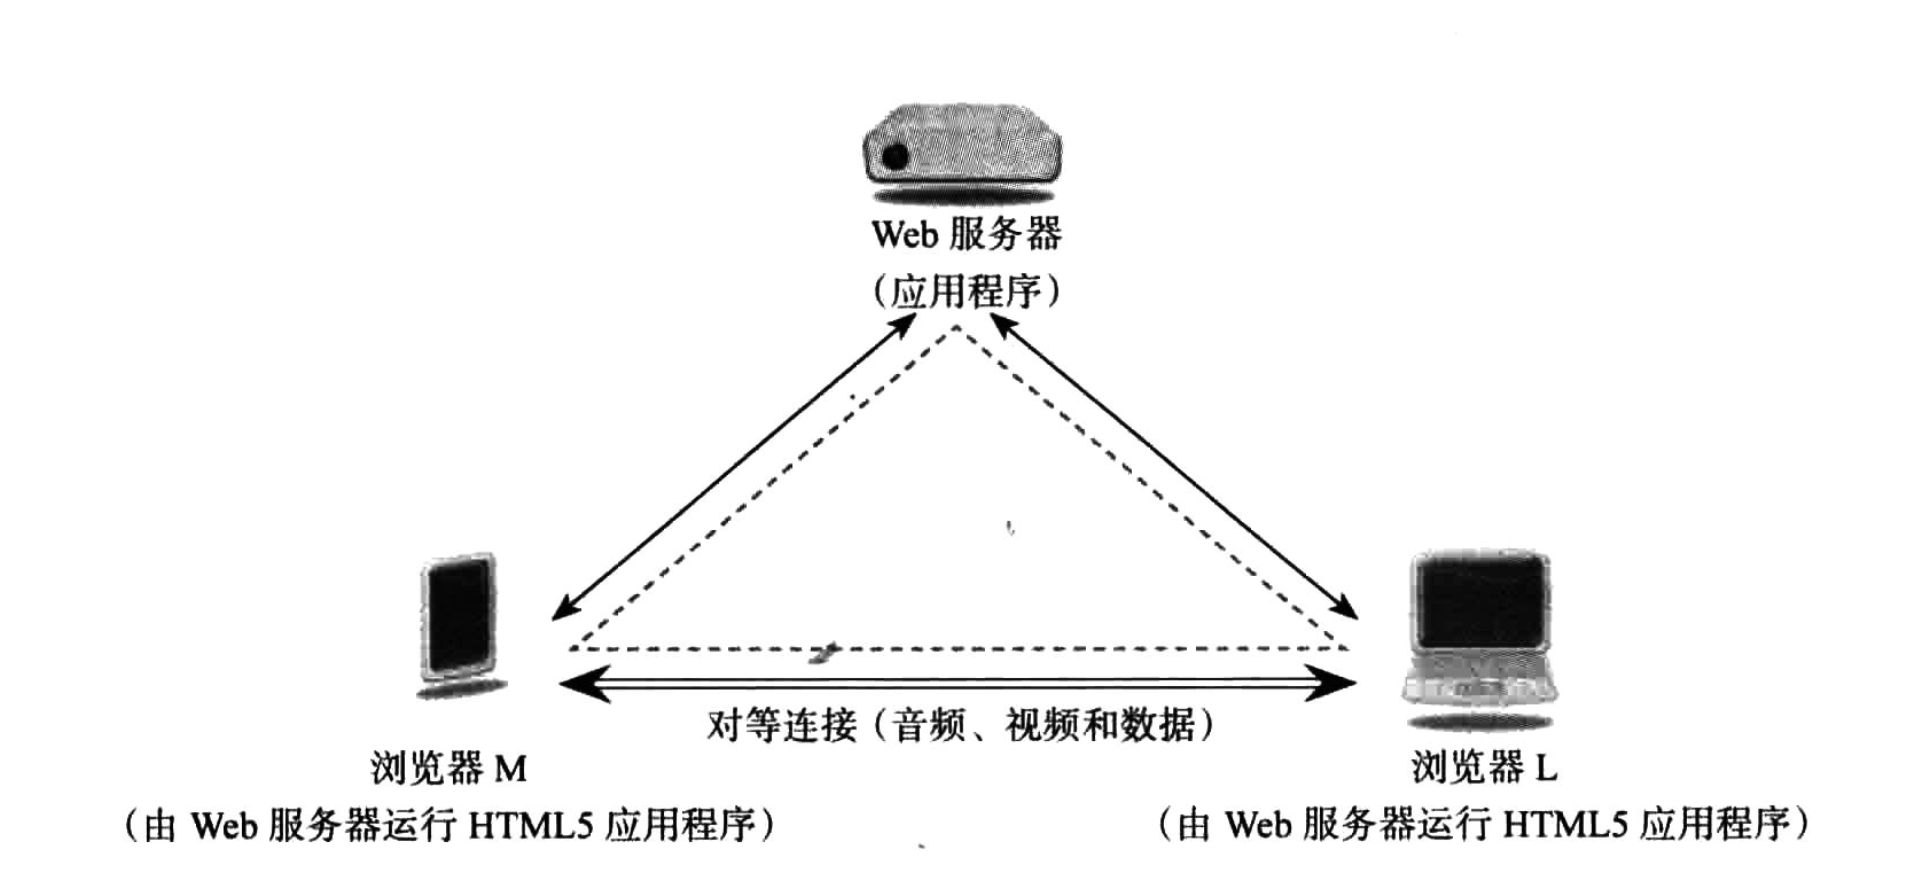 Web 服务器
（应用程序）
对等连接（音频、视频和数据）
浏览器 M
浏览器 L
（由 Web 服务器运行 HTML5 应用程序）
（由 Web 服务器运行 HTML5 应用程序）